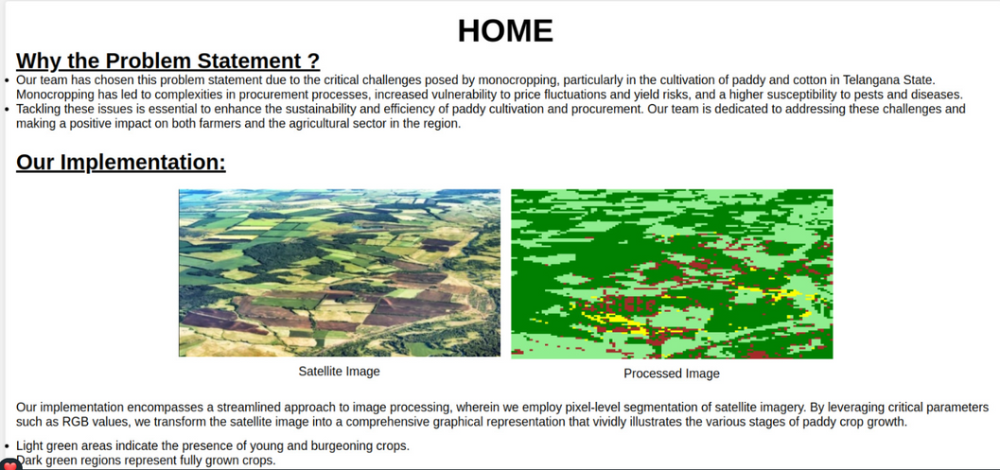 HOME
Why the Problem Statement ?
Our team has chosen this problem statement due to the critical challenges posed by monocropping, particularly in the cultivation of paddy and cotton in Telangana State.
Monocropping has led to complexities in procurement processes, increased vulnerability to price fluctuations and yield risks, and a higher susceptibility to pests and diseases.
Tackling these issues is essential to enhance the sustainability and efficiency of paddy cultivation and procurement. Our team is dedicated to addressing these challenges and
making a positive impact on both farmers and the agricultural sector in the region.
Our Implementation:
Satellite Image
Processed Image
Our implementation encompasses a streamlined approach to image processing, wherein we employ pixel-level segmentation of satellite imagery. By leveraging critical parameters
such as RGB values, we transform the satellite image into a comprehensive graphical representation that vividly illustrates the various stages of paddy crop growth.
Light green areas indicate the presence of young and burgeoning crops.
Dark green regions represent fully grown crops.